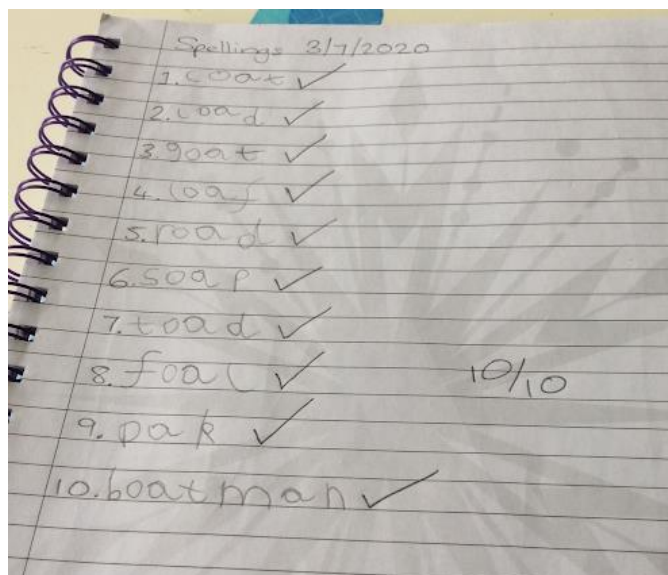 Spellings 3/7/2020
1. coat ✓
2. load ✓
3. goat ✓
4. loaf ✓
5. road ✓
6. soap ✓
7. toad ✓
8. foal ✓
10/10
9. pak ✓
10. boatman ✓